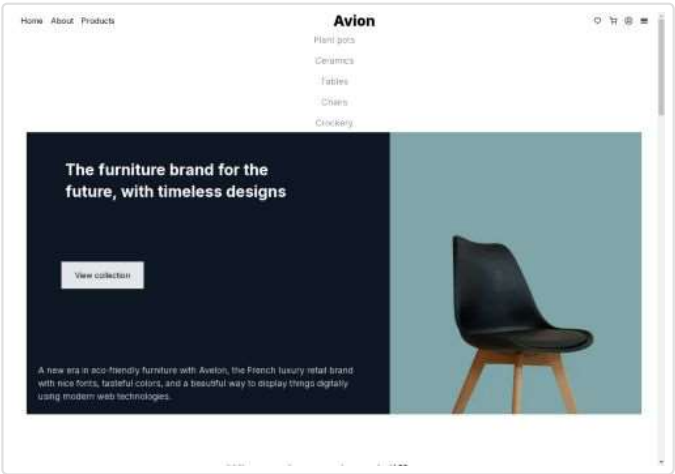 Home About Products
Avion
Plant pots
Ceramics
Tables
Chairs
Crockery
The furniture brand for the
future, with timeless designs
View collection
A new era in eco-friendly furniture with Avelon, the French luxury retail brand
with nice fonts, tasteful colors, and a beautiful way to display things digitally
using modern web technologies.